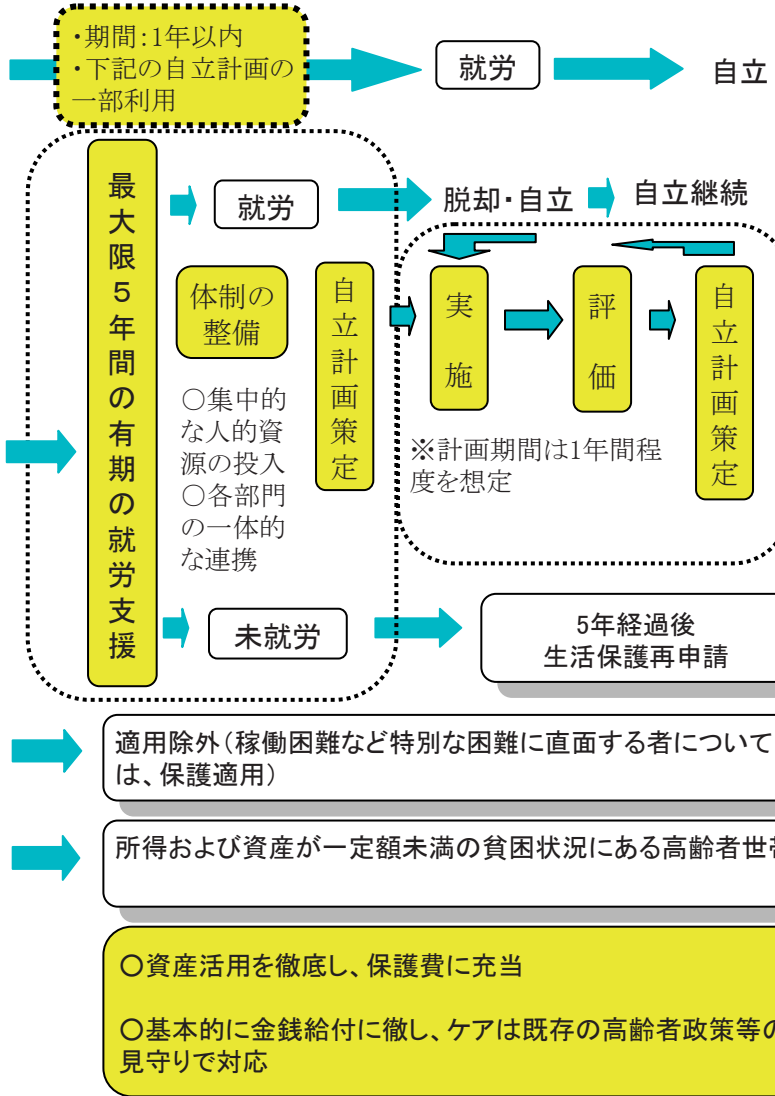 ・期間:1年以内
・下記の自立計画の
一部利用
就労
自立
最大限5年間の有期の就労支援
就労
脱却・自立
自立継続
体制の
整備
○集中的
な人的資
源の投入
○各部門
の一体的
な連携
自立計画策定
実施
評価
自立計画策定
※計画期間は1年間程
度を想定
未就労
5年経過後
生活保護再申請
適用除外(稼働困難など特別な困難に直面する者について
は、保護適用)
所得および資産が一定額未満の貧困状況にある高齢者世帯
○資産活用を徹底し、保護費に充当
○基本的に金銭給付に徹し、ケアは既存の高齢者政策等の
見守りで対応